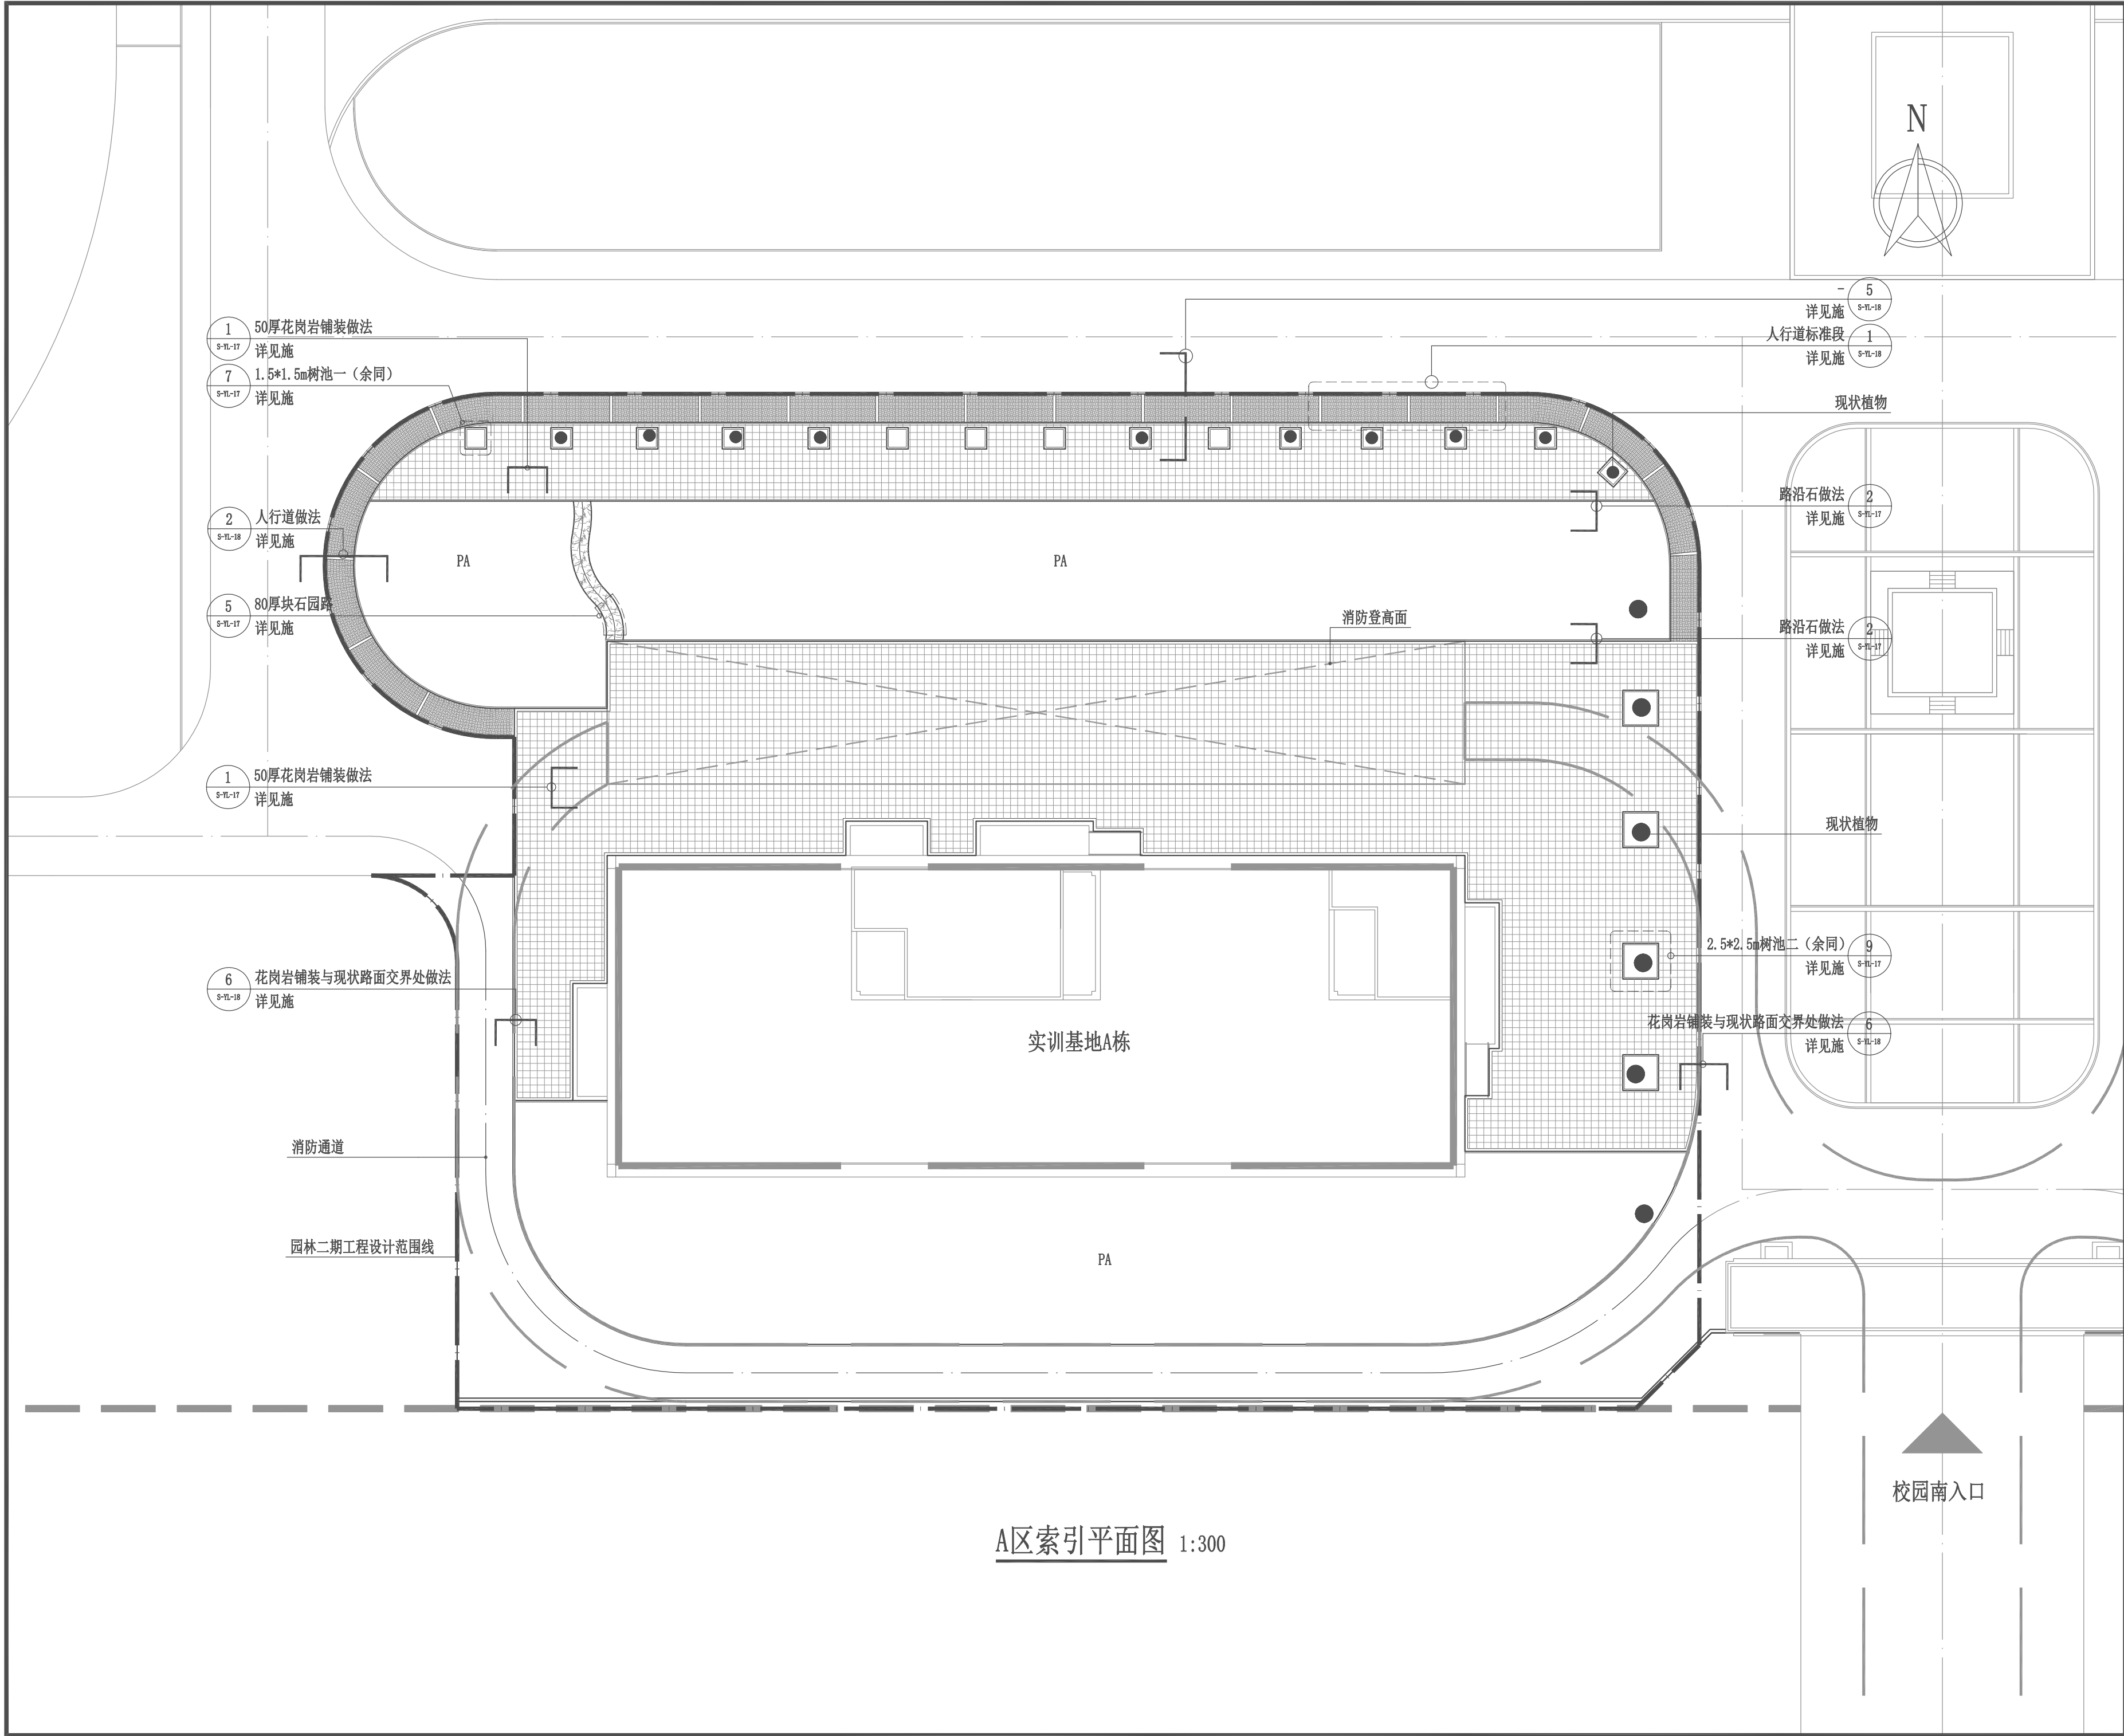 N
5
S-YL-18
-
详见施
人行道标准段
1
S-YL-18
详见施
1
S-YL-17
50厚花岗岩铺装做法
详见施
7
S-YL-17
1.5*1.5m树池一（余同）
详见施
现状植物
路沿石做法
2
S-YL-17
详见施
2
S-YL-18
人行道做法
详见施
PA
PA
5
S-YL-17
80厚块石园路
详见施
消防登高面
路沿石做法
2
S-YL-17
详见施
1
S-YL-17
50厚花岗岩铺装做法
详见施
现状植物
2.5*2.5m树池二（余同）
9
S-YL-17
详见施
6
S-YL-18
花岗岩铺装与现状路面交界处做法
详见施
花岗岩铺装与现状路面交界处做法
6
S-YL-18
详见施
实训基地A栋
消防通道
园林二期工程设计范围线
PA
校园南入口
A区索引平面图 1:300